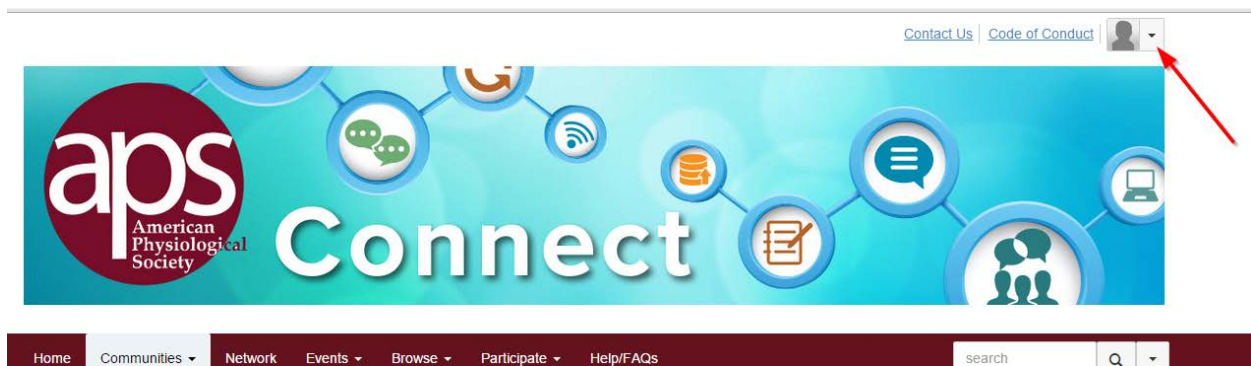 Contact Us Code of Conduct
aps
American
Physiological
Society
Connect
Home Communities Network Events Browse Participate Help/FAQs search